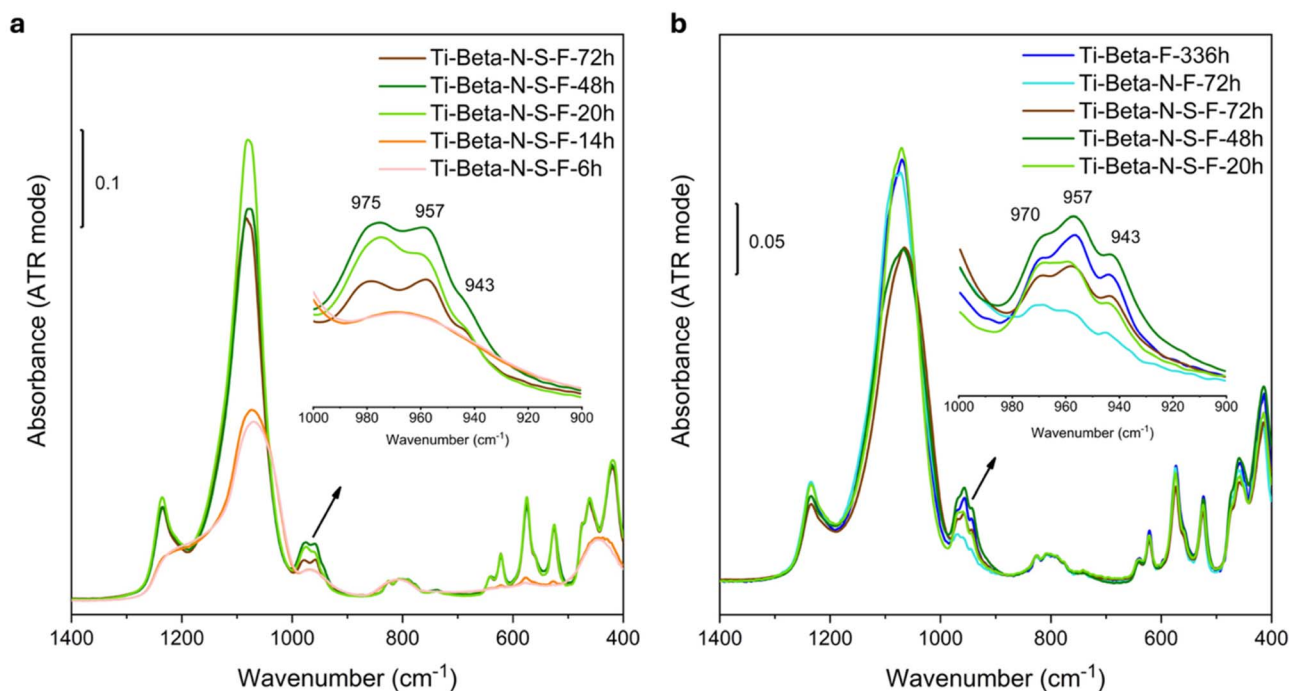 a
Ti-Beta-N-S-F-72h
Ti-Beta-N-S-F-48h
Ti-Beta-N-S-F-20h
Ti-Beta-N-S-F-14h
Ti-Beta-N-S-F-6h
0.1
975
957
943
1000 980 960 940 920 900
Wavenumber (cm-1)
Absorbance (ATR mode)
1400 1200 1000 800 600 400
Wavenumber (cm-1)
b
Ti-Beta-F-336h
Ti-Beta-N-F-72h
Ti-Beta-N-S-F-72h
Ti-Beta-N-S-F-48h
Ti-Beta-N-S-F-20h
0.05
970
957
943
1000 980 960 940 920 900
Wavenumber (cm-1)
Absorbance (ATR mode)
1400 1200 1000 800 600 400
Wavenumber (cm-1)